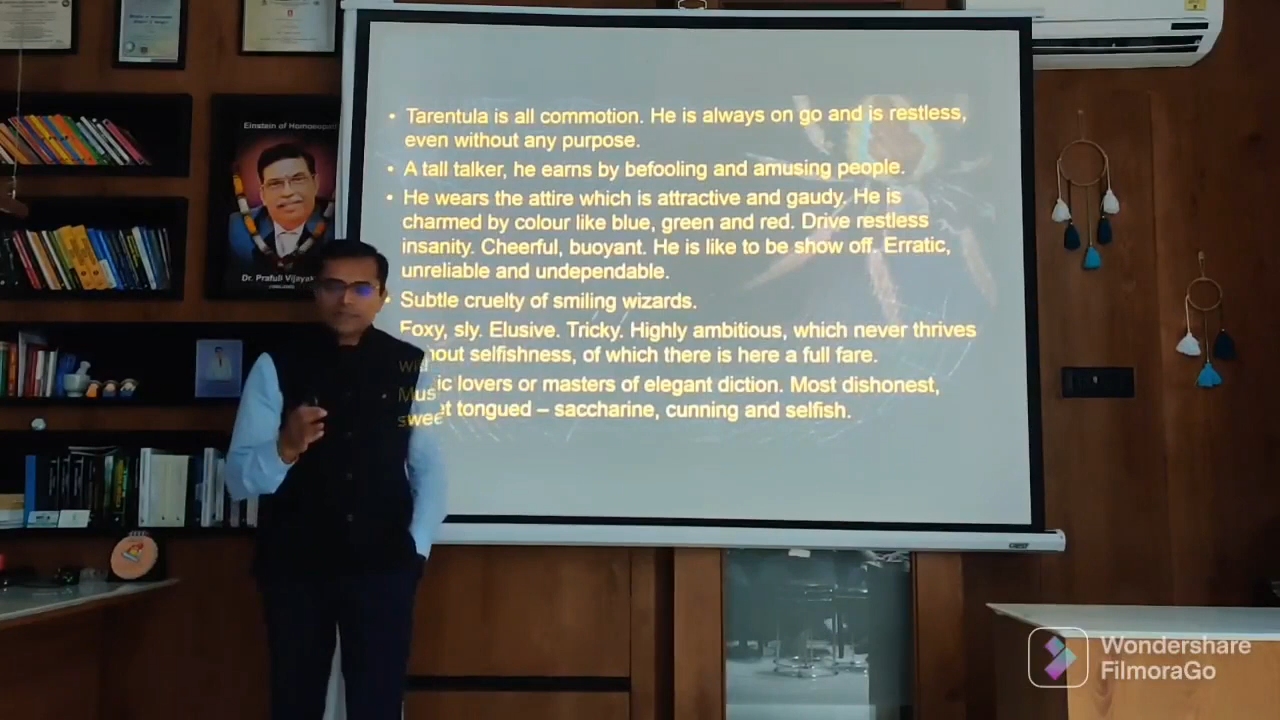 Einstein of Homoeopat
Dr. Prafull Vijayak
• Tarentula is all commotion. He is always on go and is restless,
even without any purpose.
• A tall talker, he earns by befooling and amusing people.
• He wears the attire which is attractive and gaudy. He is
charmed by colour like blue, green and red. Drive restless
insanity. Cheerful, buoyant. He is like to be show off. Erratic,
unreliable and undependable.
• Subtle cruelty of smiling wizards.
Foxy, sly. Elusive. Tricky. Highly ambitious, which never thrives
without selfishness, of which there is here a full fare.
Music lovers or masters of elegant diction. Most dishonest,
sweet tongued – saccharine, cunning and selfish.
Wondershare
FilmoraGo